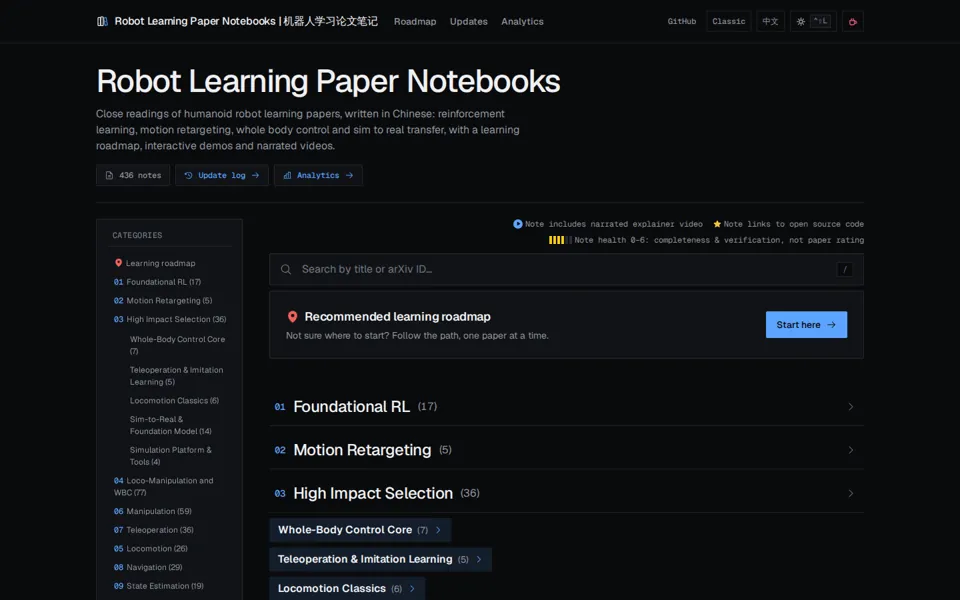 Robot Learning Paper Notebooks | 机器人学习论文笔记
Roadmap
Updates
Analytics
GitHub
Classic
中文
⌃⇧L
Robot Learning Paper Notebooks
Close readings of humanoid robot learning papers, written in Chinese: reinforcement
learning, motion retargeting, whole body control and sim to real transfer, with a learning
roadmap, interactive demos and narrated videos.
436 notes
Update log →
Analytics →
CATEGORIES
Learning roadmap
01 Foundational RL (17)
02 Motion Retargeting (5)
03 High Impact Selection (36)
Whole-Body Control Core
(7)
Teleoperation & Imitation
Learning (5)
Locomotion Classics (6)
Sim-to-Real &
Foundation Model (14)
Simulation Platform &
Tools (4)
04 Loco-Manipulation and
WBC (77)
06 Manipulation (59)
07 Teleoperation (36)
05 Locomotion (26)
08 Navigation (29)
09 State Estimation (19)
Note includes narrated explainer video
Note links to open source code
Note health 0–6: completeness & verification, not paper rating
Search by title or arXiv ID…
/
Recommended learning roadmap
Not sure where to start? Follow the path, one paper at a time.
Start here →
01 Foundational RL (17)
02 Motion Retargeting (5)
03 High Impact Selection (36)
Whole-Body Control Core (7)
Teleoperation & Imitation Learning (5)
Locomotion Classics (6)